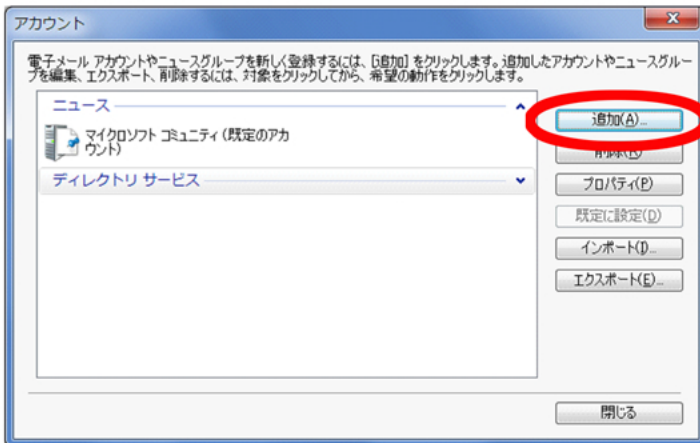 アカウント
電子メール アカウントやニュースグループを新しく登録するには、[追加] をクリックします。追加したアカウントやニュースグルー
プを編集、エクスポート、削除するには、対象をクリックしてから、希望の動作をクリックします。
ニュース
マイクロソフト コミュニティ (既定のアカ
ウント)
ディレクトリ サービス
追加(A)...
削除(R)
プロパティ(P)
既定に設定(D)
インポート(I)...
エクスポート(E)...
閉じる